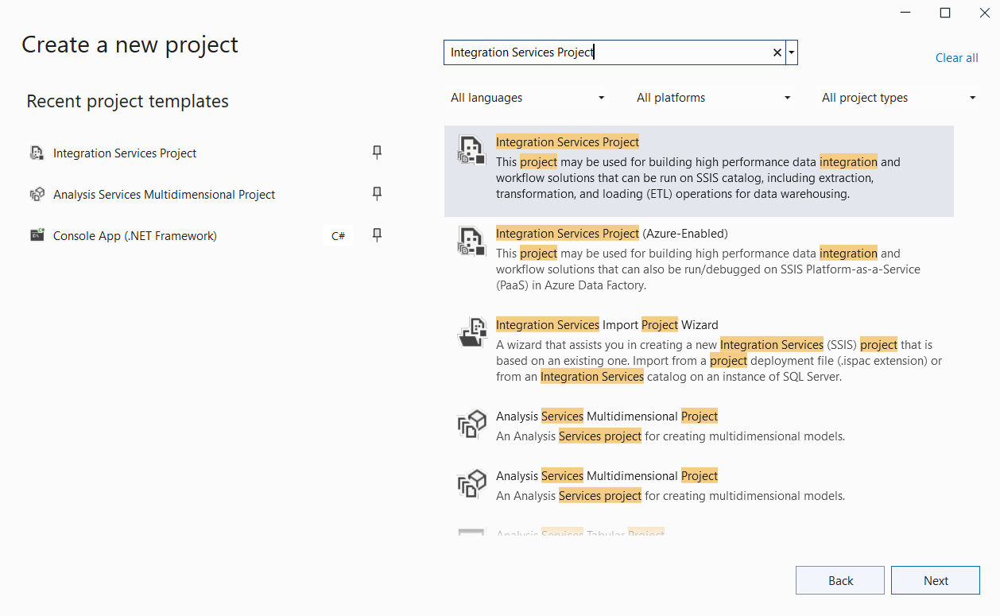 Create a new project
Recent project templates
Integration Services Project
Analysis Services Multidimensional Project
Console App (.NET Framework)
C#
Integration Services Project
Clear all
All languages
All platforms
All project types
Integration Services Project
This project may be used for building high performance data integration and
workflow solutions that can be run on SSIS catalog, including extraction,
transformation, and loading (ETL) operations for data warehousing.
Integration Services Project (Azure-Enabled)
This project may be used for building high performance data integration and
workflow solutions that can also be run/debugged on SSIS Platform-as-a-Service
(PaaS) in Azure Data Factory.
Integration Services Import Project Wizard
A wizard that assists you in creating a new Integration Services (SSIS) project that is
based on an existing one. Import from a project deployment file (.ispac extension) or
from an Integration Services catalog on an instance of SQL Server.
Analysis Services Multidimensional Project
An Analysis Services project for creating multidimensional models.
Analysis Services Multidimensional Project
An Analysis Services project for creating multidimensional models.
Analysis Services Tabular Project
Back
Next